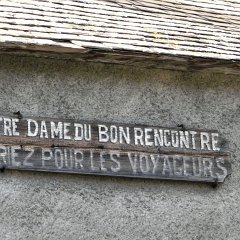 TRE DAME DU BON RENCONTRE
RIEZ POUR LES VOYAGEURS